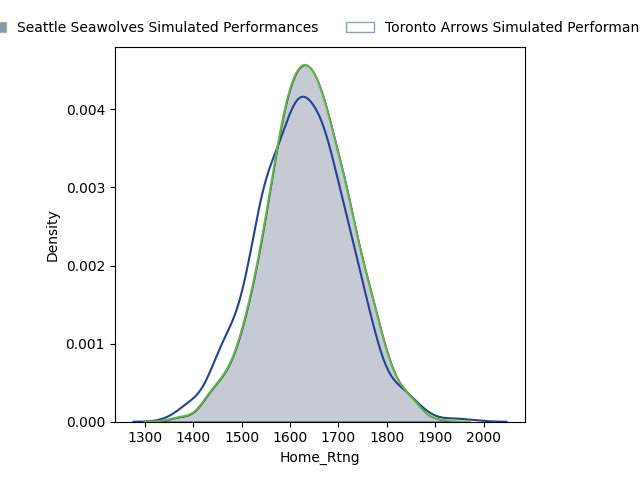 Seattle Seawolves Simulated Performances Toronto Arrows Simulated
0.004
0.003
0.002
0.001
0.000
Density
1300 1400 1500 1600 1700 1800 1900 2000
Home_Rtng